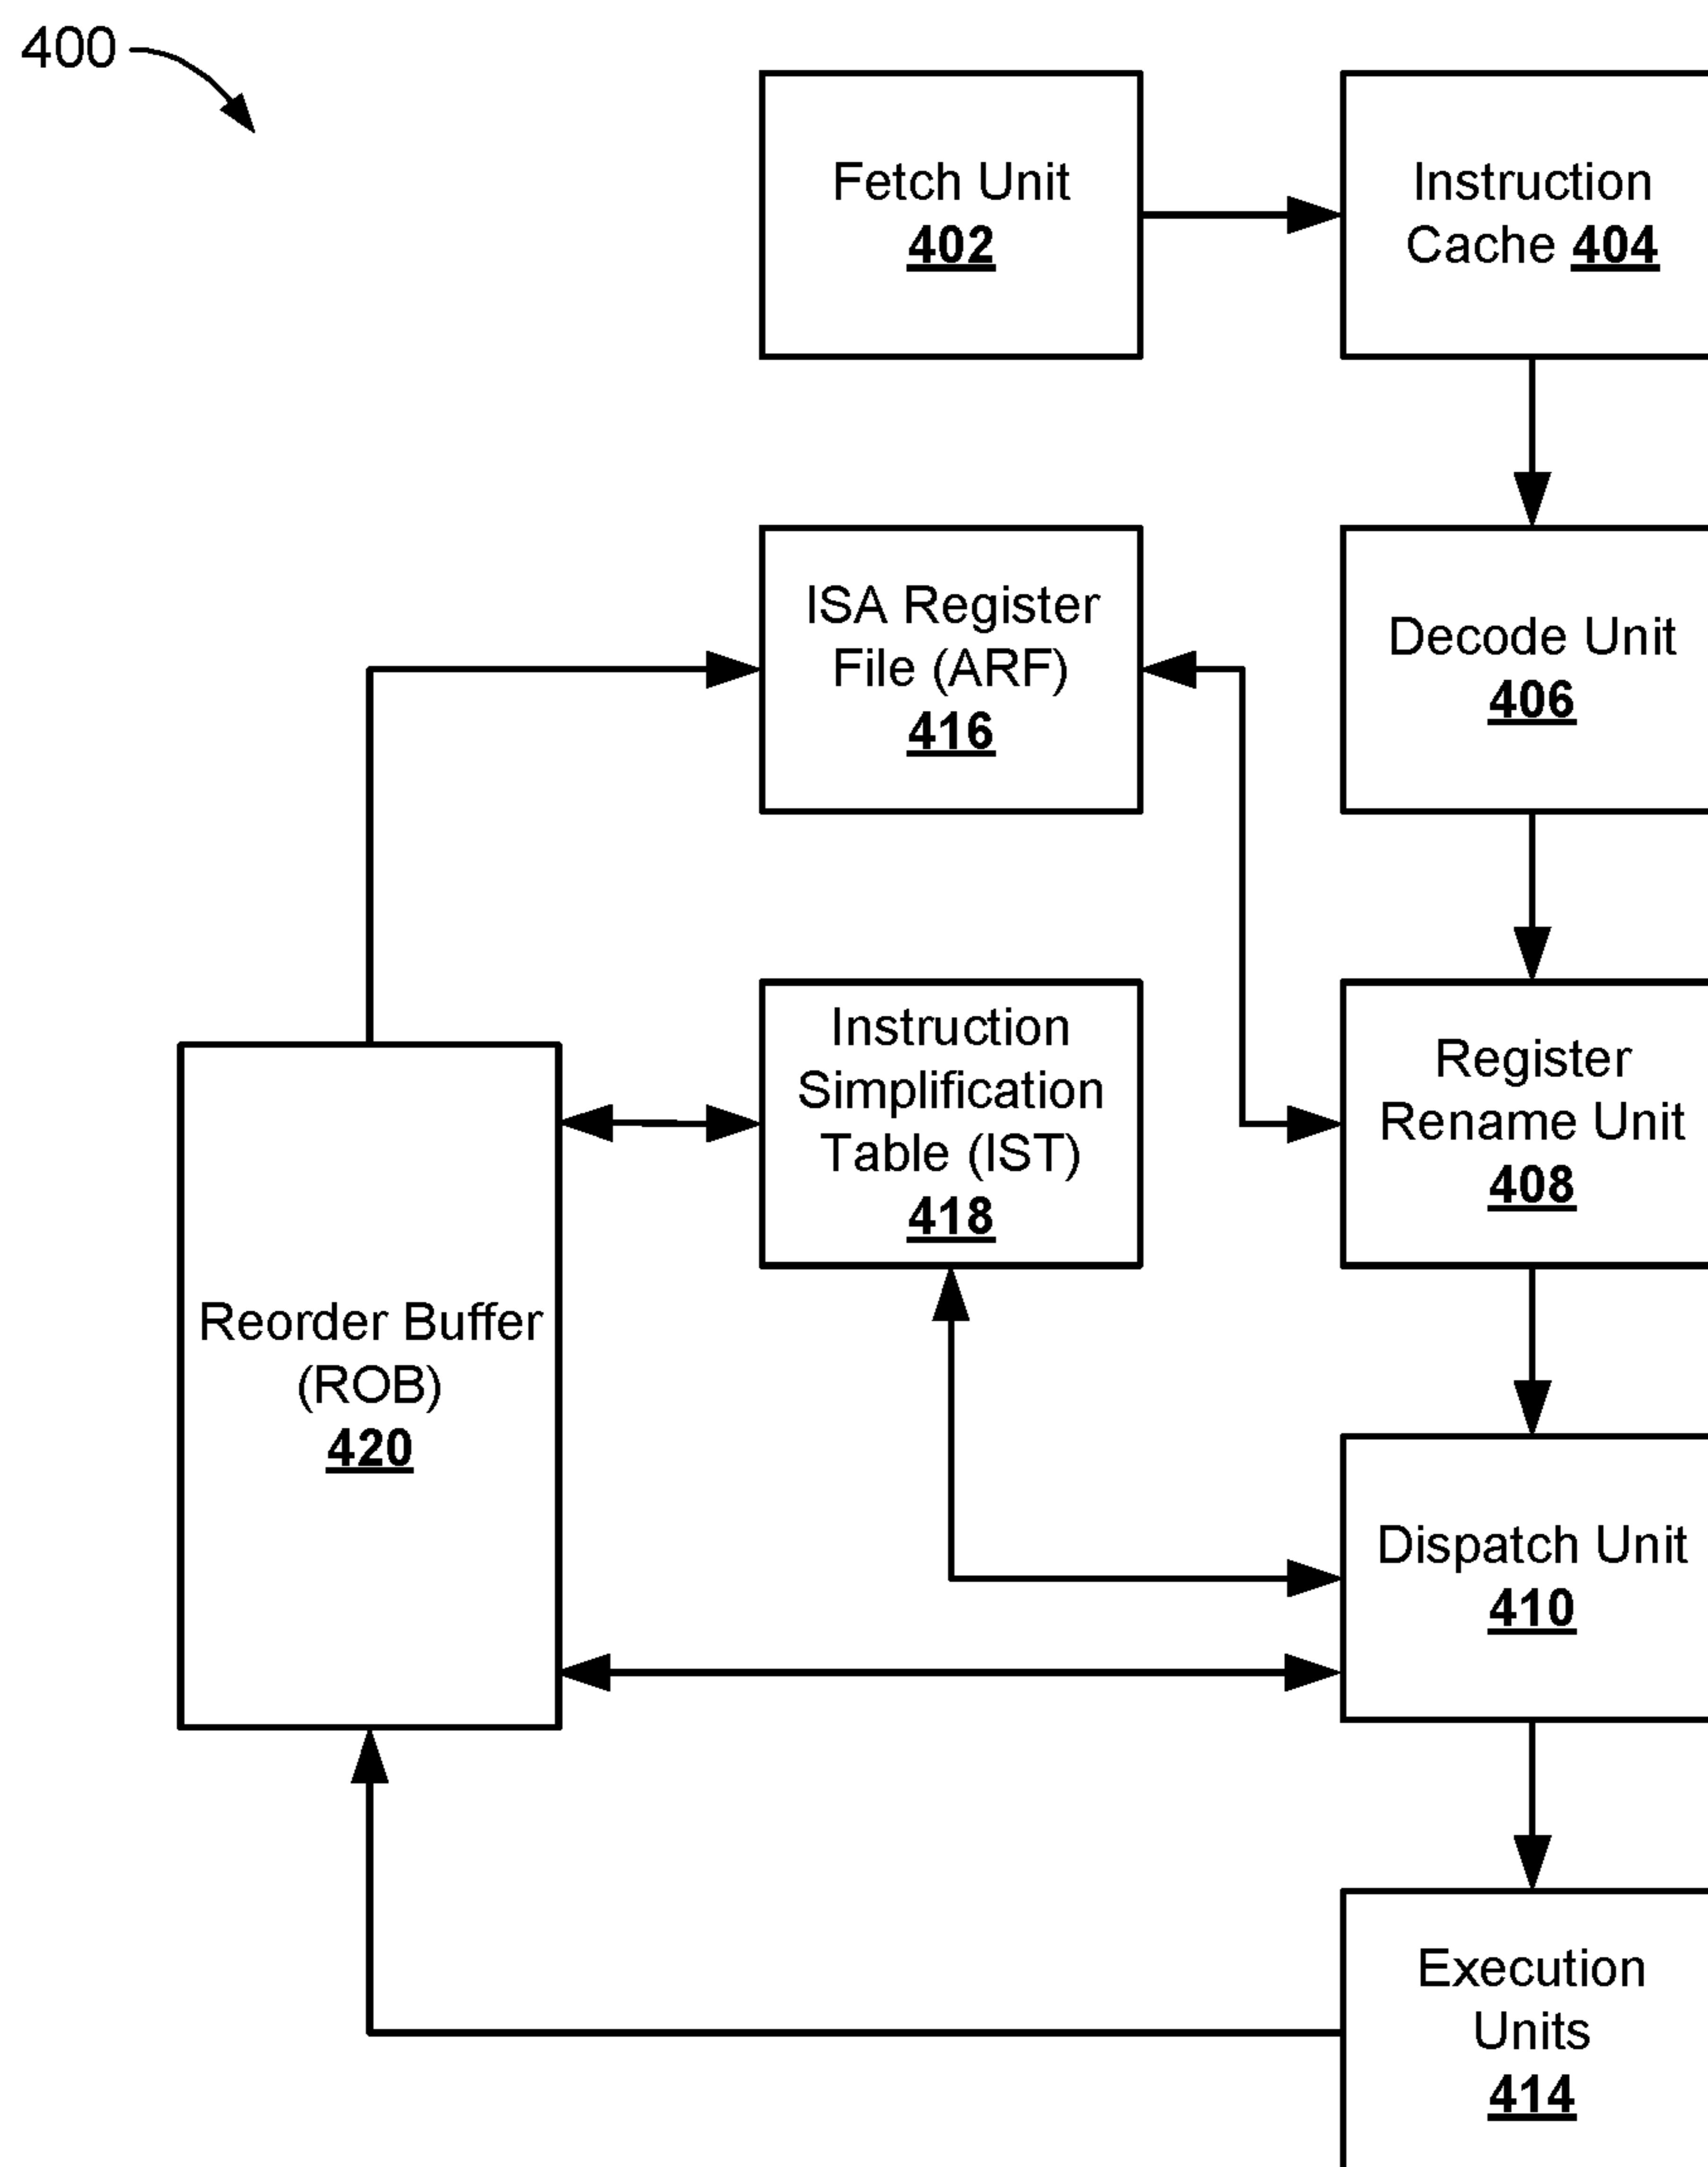 400
Fetch Unit
402
Instruction
Cache 404
ISA Register
File (ARF)
416
Decode Unit
406
Instruction
Simplification
Table (IST)
418
Register
Rename Unit
408
Reorder Buffer
(ROB)
420
Dispatch Unit
410
Execution
Units
414